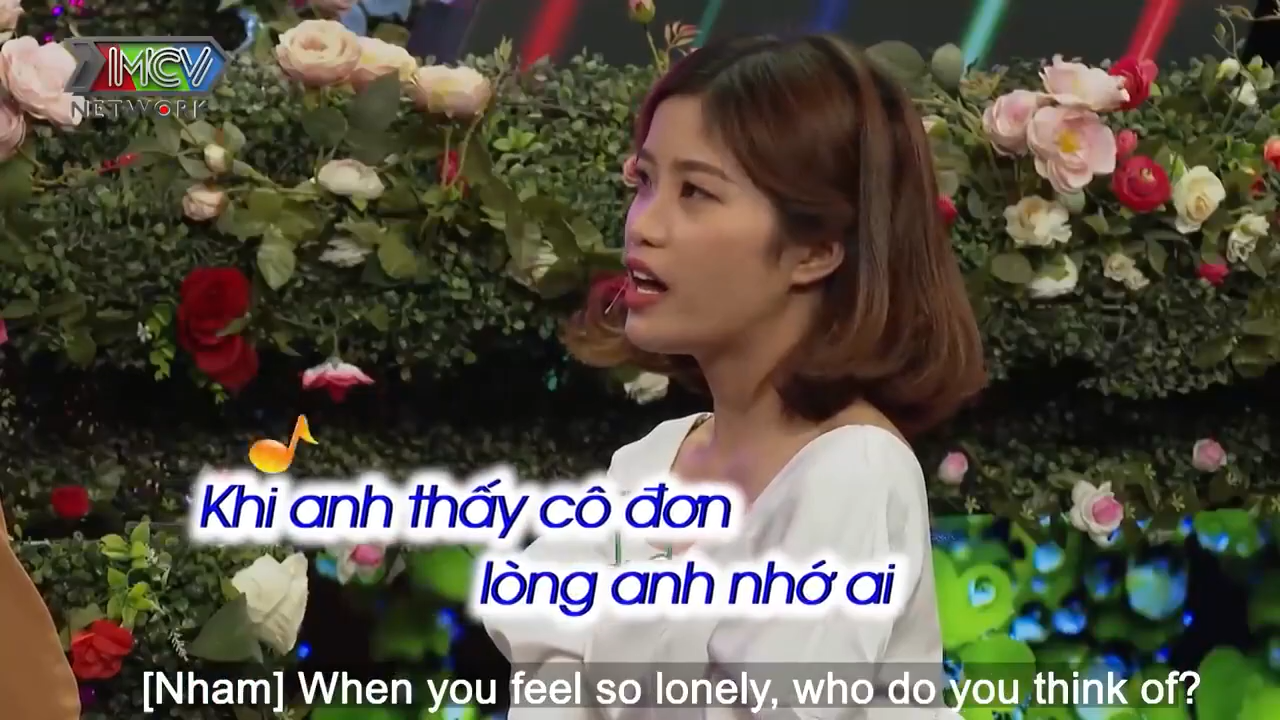 MCV
NETWORK
Khi anh thấy cô đơn
lòng anh nhớ ai
[Nham] When you feel so lonely, who do you think of?